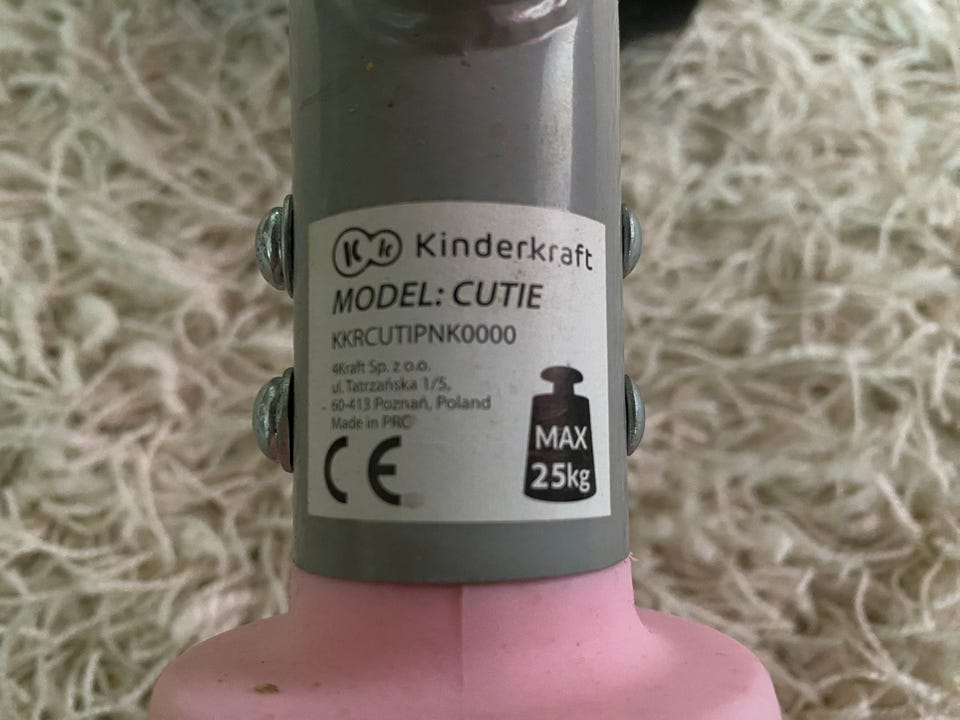 Kk Kinderkraft
MODEL: CUTIE
KKRCUTIPNK0000
4Kraft Sp. z o.o.
ul. Tatrzańska 1/5,
60-413 Poznań, Poland
Made in PRC
CE
MAX
25kg